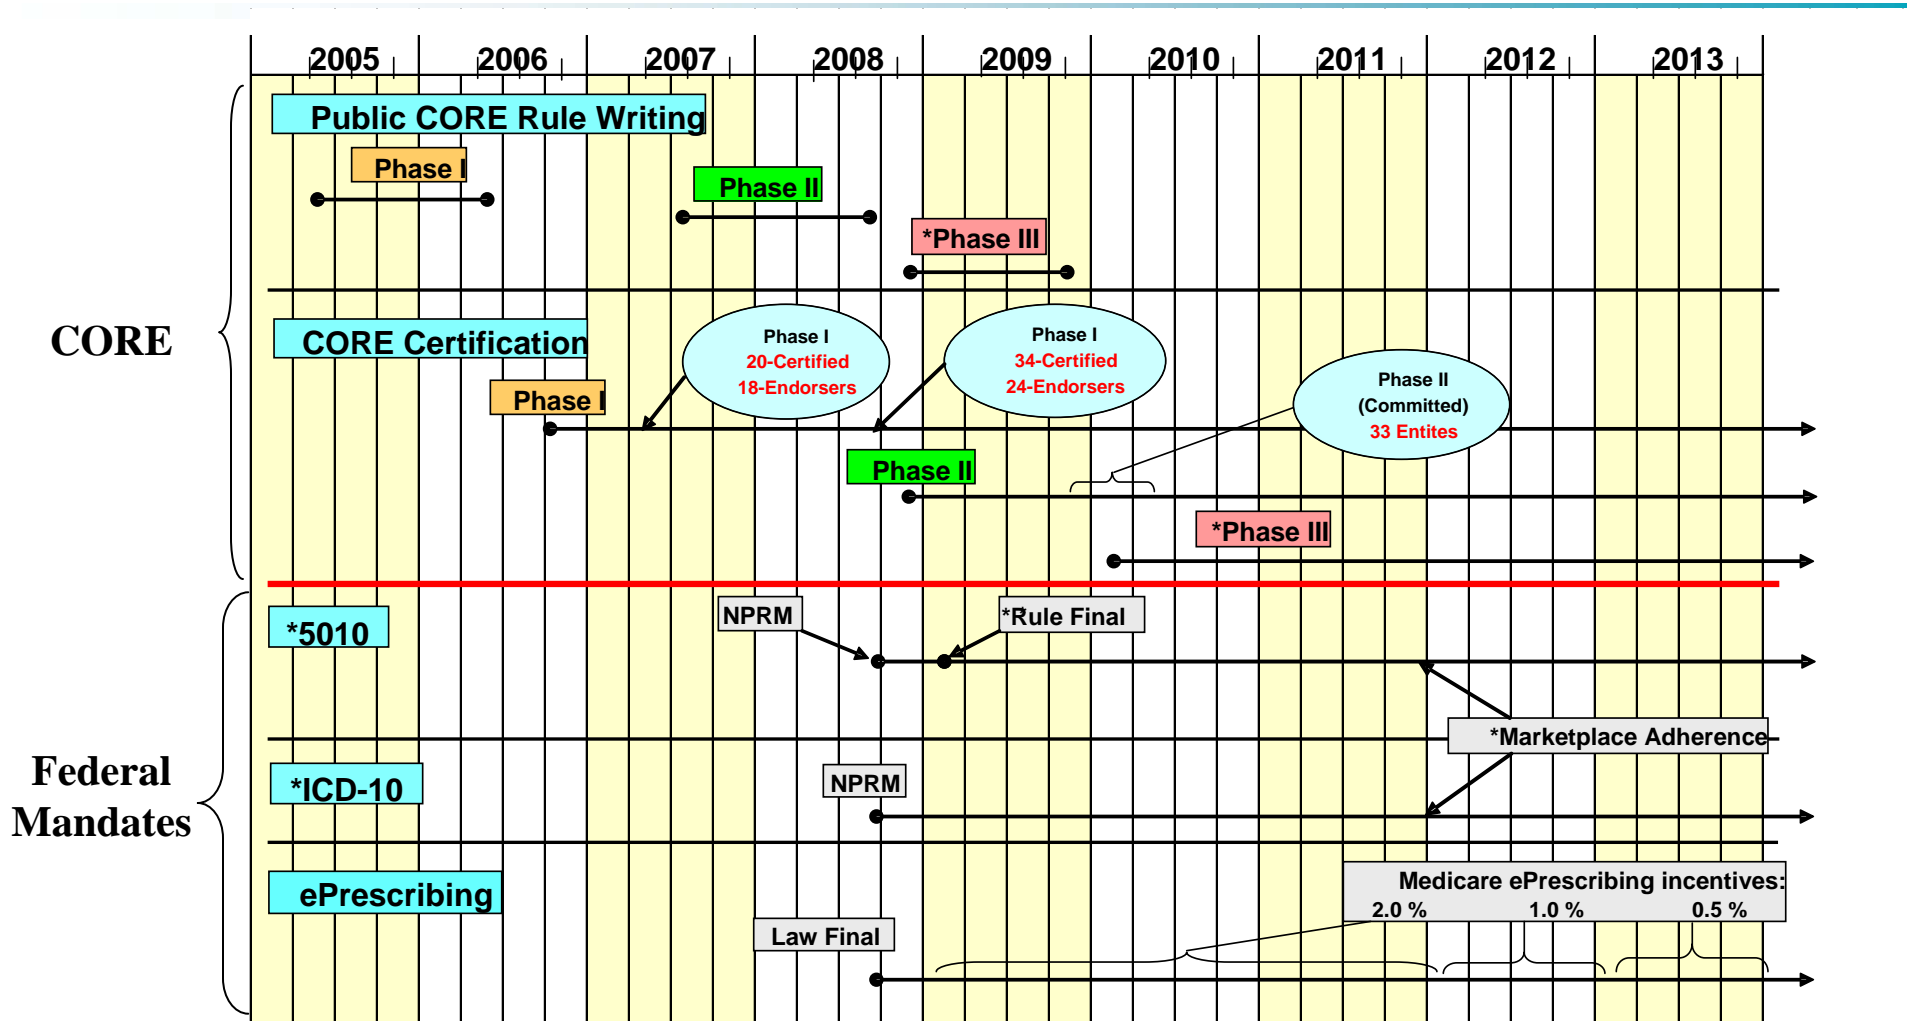 2005 2006 2007 2008 2009 2010 2011 2012 2013
Public CORE Rule Writing
Phase I
Phase II
*Phase III
CORE
CORE Certification
Phase I
20-Certified
18-Endorsers
Phase I
34-Certified
24-Endorsers
Phase II
(Committed)
33 Entites
Phase I
Phase II
*Phase III
Federal
Mandates
*5010
NPRM
**Rule Final
*Marketplace Adherence
*ICD-10
NPRM
ePrescribing
Medicare ePrescribing incentives:
2.0 % 1.0 % 0.5 %
Law Final